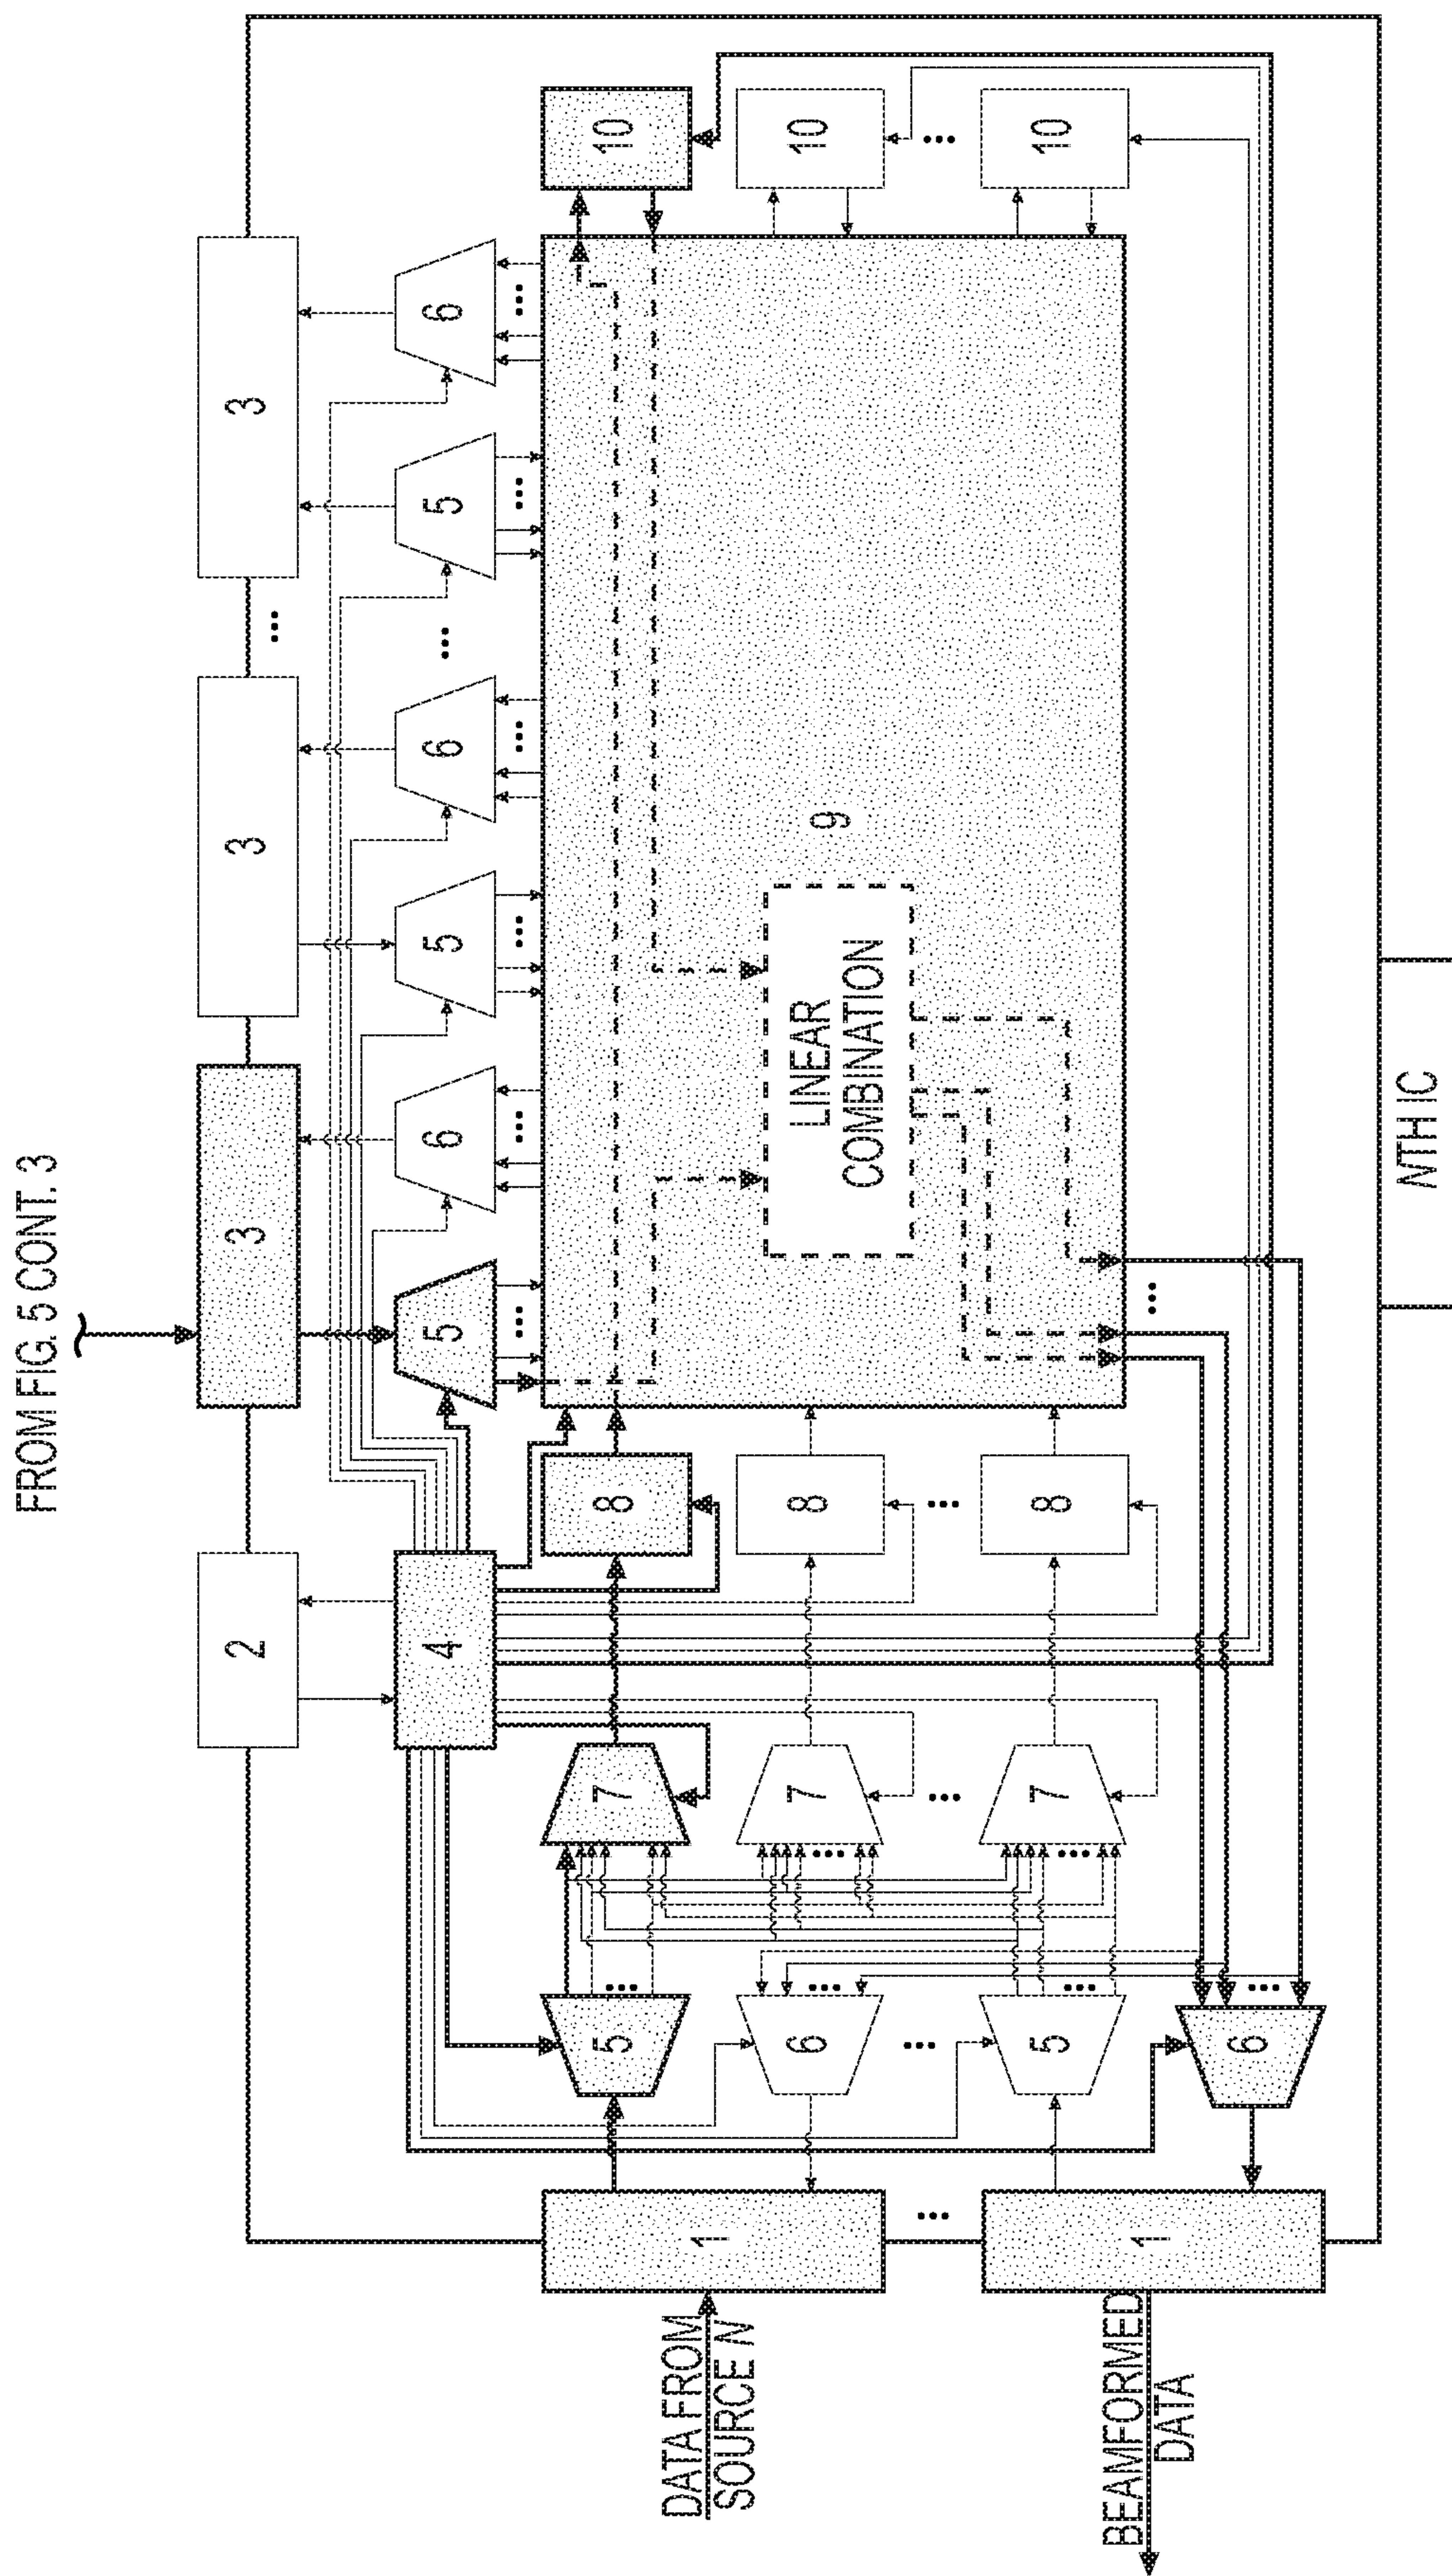 FROM FIG. 5 CONT. 3
2 3 3 3
4 5 6 5 6 5 6
5 7 8 10
DATA FROM
SOURCE N
1
6 7 8 10
LINEAR
COMBINATION
9
5 7 8 10
BEAMFORMED
DATA
1
6
NTH IC